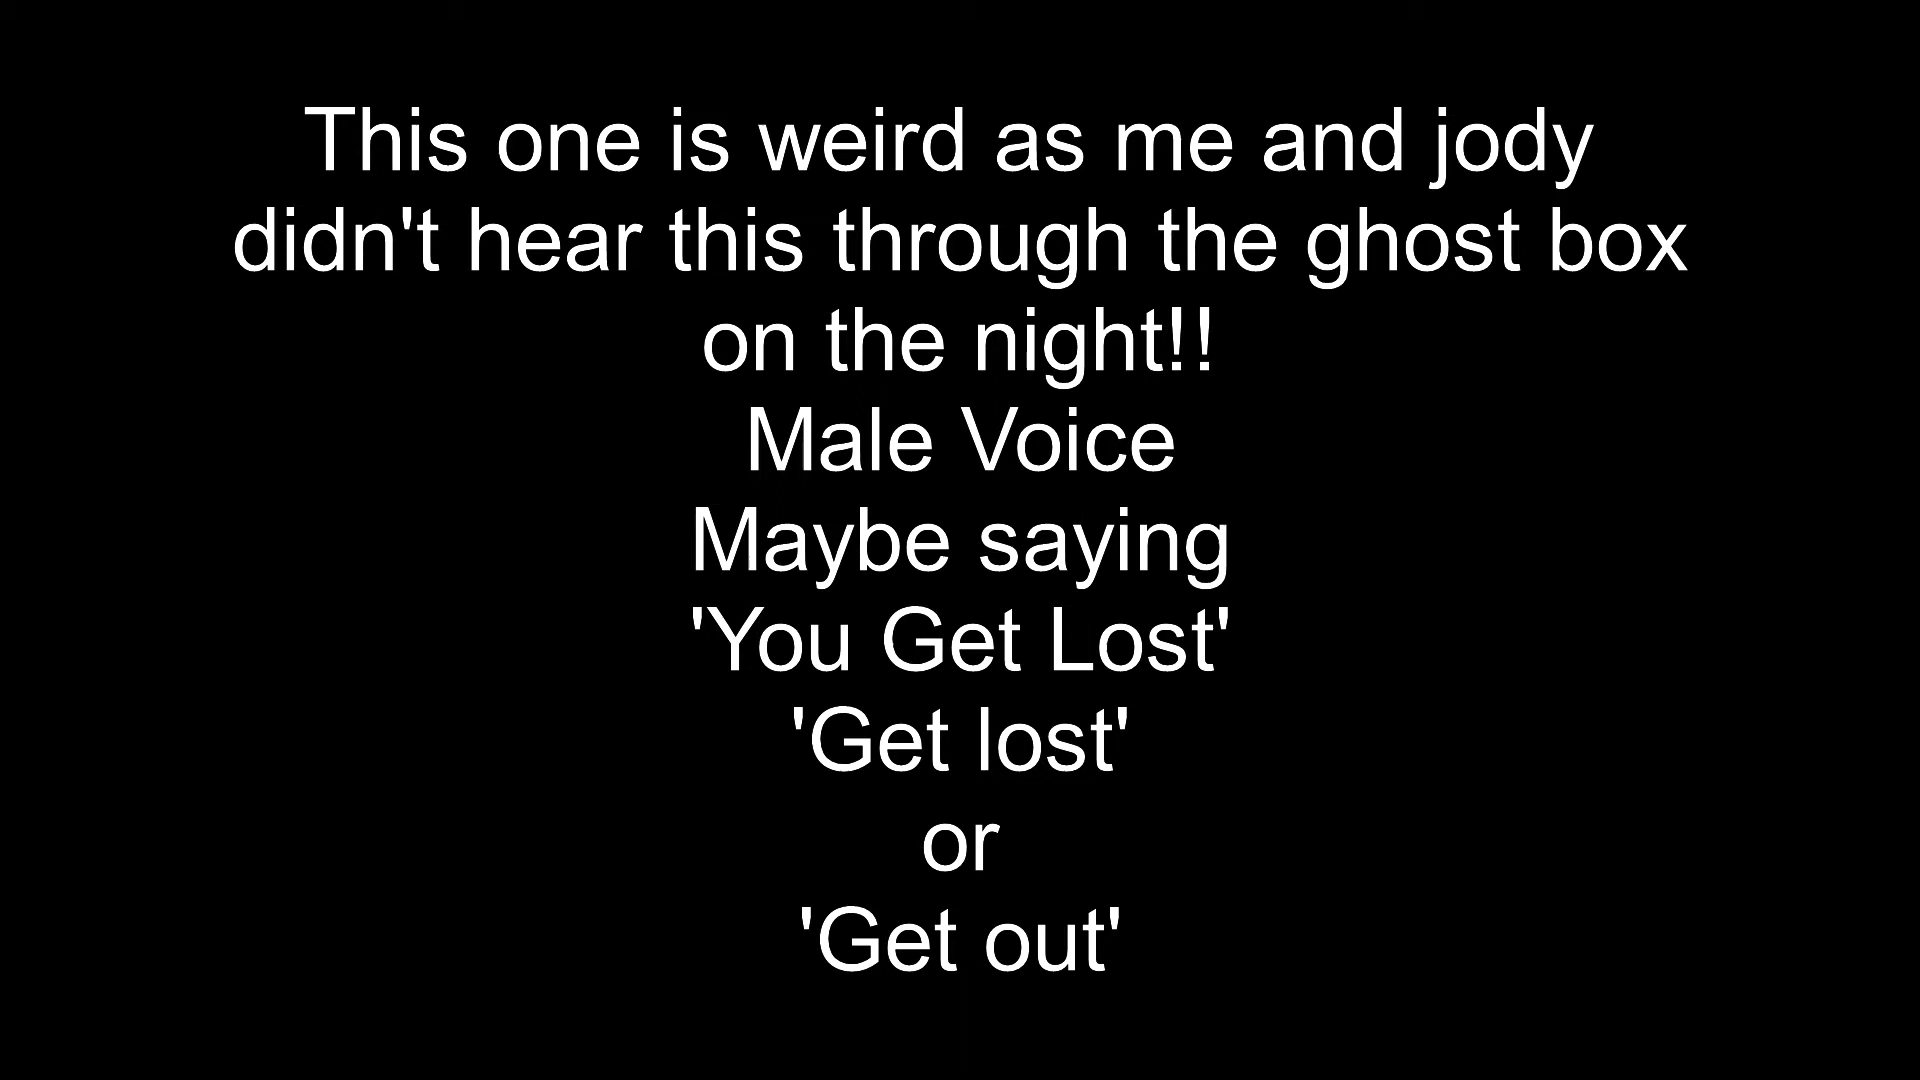 This one is weird as me and jody
didn't hear this through the ghost box
on the night!!
Male Voice
Maybe saying
'You Get Lost'
'Get lost'
or
'Get out'